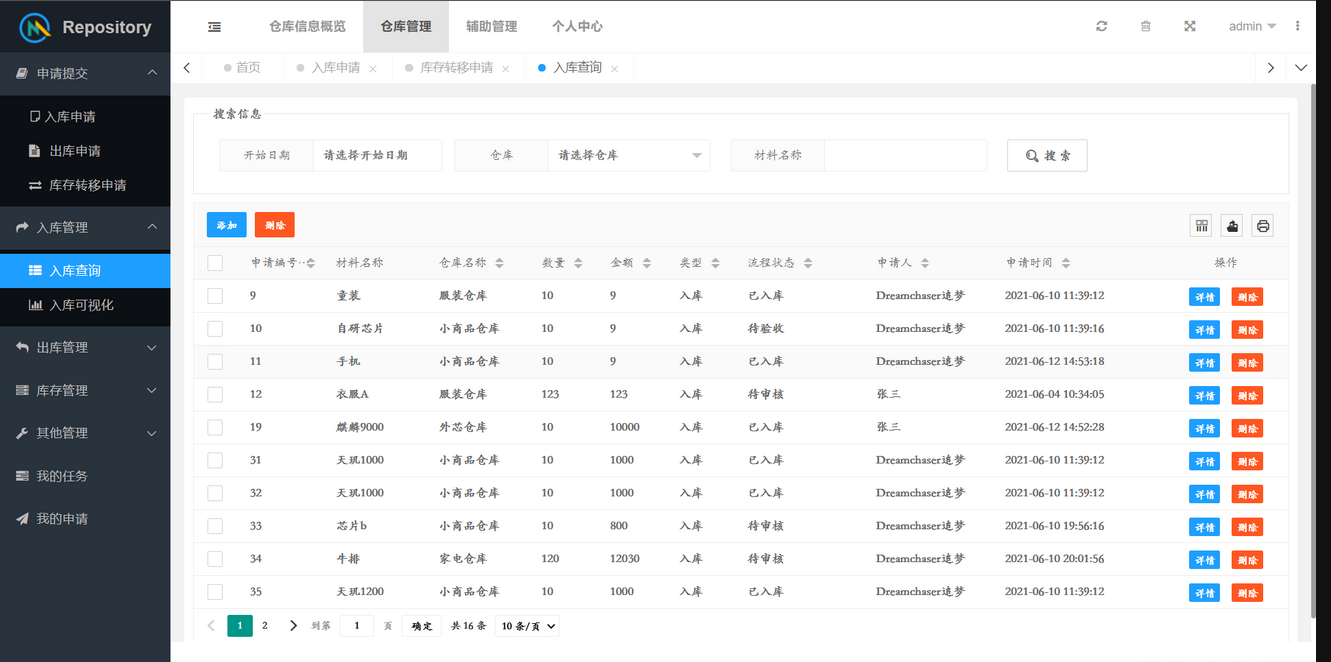 Repository
仓库信息概览 仓库管理 辅助管理 个人中心 admin
申请提交
首页 入库申请 库存转移申请 入库查询
入库申请
出库申请
库存转移申请
入库管理
入库查询
入库可视化
出库管理
库存管理
其他管理
我的任务
我的申请
搜索信息
开始日期 请选择开始日期 仓库 请选择仓库 材料名称 搜 索
添加 删除
申请编号·· 材料名称 仓库名称 数量 金额 类型 流程状态 申请人 申请时间 操作
9 童装 服装仓库 10 9 入库 已入库 Dreamchaser追梦 2021-06-10 11:39:12 详情 删除
10 自研芯片 小商品仓库 10 9 入库 待验收 Dreamchaser追梦 2021-06-10 11:39:16 详情 删除
11 手机 小商品仓库 10 9 入库 已入库 Dreamchaser追梦 2021-06-12 14:53:18 详情 删除
12 衣服A 服装仓库 123 123 入库 待审核 张三 2021-06-04 10:34:05 详情 删除
19 麒麟9000 外芯仓库 10 10000 入库 已入库 张三 2021-06-12 14:52:28 详情 删除
31 天玑1000 小商品仓库 10 1000 入库 已入库 Dreamchaser追梦 2021-06-10 11:39:12 详情 删除
32 天玑1000 小商品仓库 10 1000 入库 已入库 Dreamchaser追梦 2021-06-10 11:39:12 详情 删除
33 芯片b 小商品仓库 10 800 入库 待审核 Dreamchaser追梦 2021-06-10 19:56:16 详情 删除
34 牛排 家电仓库 120 12030 入库 待审核 Dreamchaser追梦 2021-06-10 20:01:56 详情 删除
35 天玑1200 小商品仓库 10 1000 入库 已入库 Dreamchaser追梦 2021-06-10 11:39:12 详情 删除
1 2 到第 1 页 确定 共 16 条 10 条/页